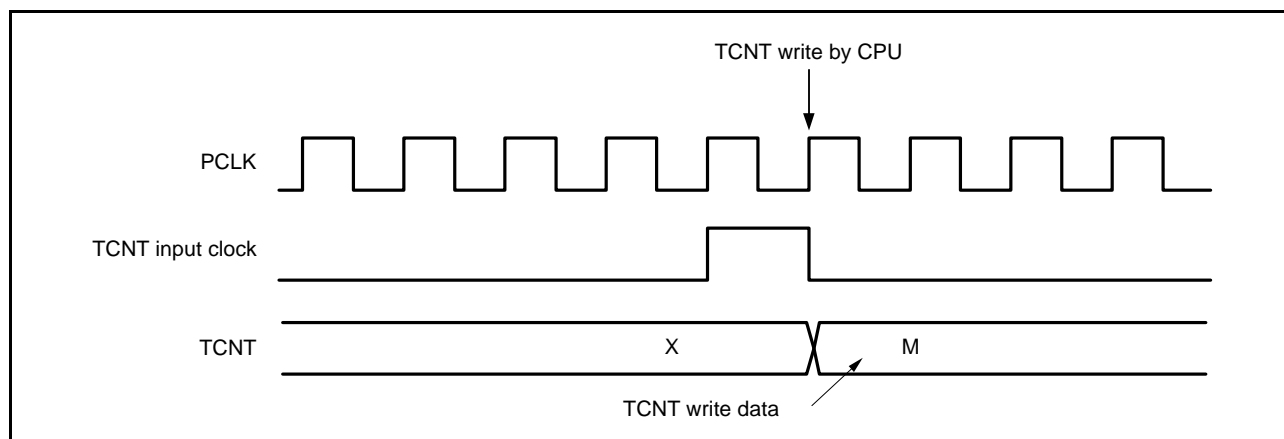 TCNT write by CPU
PCLK
TCNT input clock
TCNT
X
M
TCNT write data